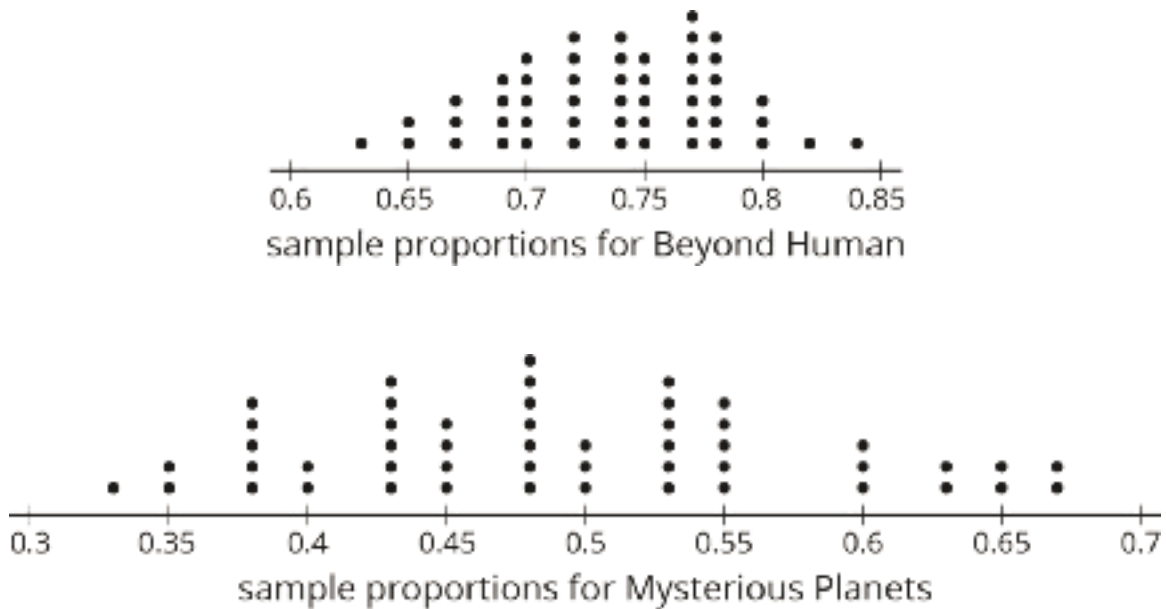 0.6 0.65 0.7 0.75 0.8 0.85
sample proportions for Beyond Human
0.3 0.35 0.4 0.45 0.5 0.55 0.6 0.65 0.7
sample proportions for Mysterious Planets